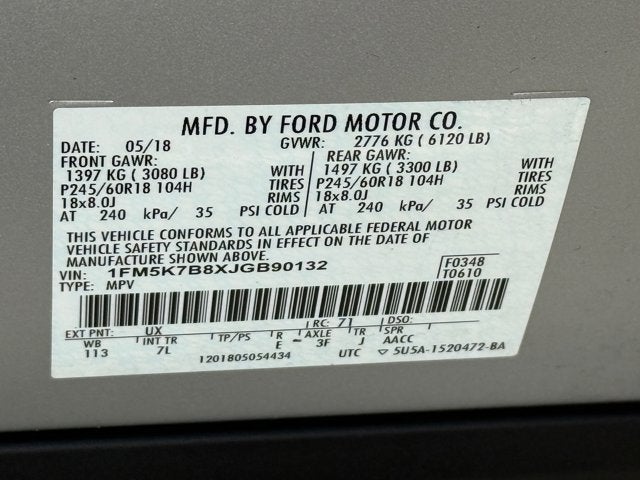 MFD. BY FORD MOTOR CO.
DATE: 05/18 GVWR: 2776 KG ( 6120 LB)
FRONT GAWR: REAR GAWR:
1397 KG ( 3080 LB) WITH 1497 KG ( 3300 LB) WITH
P245/60R18 104H TIRES P245/60R18 104H TIRES
18x8.0J RIMS 18x8.0J RIMS
AT 240 kPa/ 35 PSI COLD AT 240 kPa/ 35 PSI COLD
THIS VEHICLE CONFORMS TO ALL APPLICABLE FEDERAL MOTOR
VEHICLE SAFETY AND THEFT PREVENTION STANDARDS IN
EFFECT ON THE DATE OF MANUFACTURE SHOWN ABOVE.
VIN: 1FM5K7B8XJGB90132 F0348
TYPE: MPV T0610
EXT PNT: UX RC: 71 DSO:
WB INT TR TP/PS R AXLE TR SPR
113 7L E – 3F J AACC
1201805054434 UTC ▽ 5U5A-1520472-BA